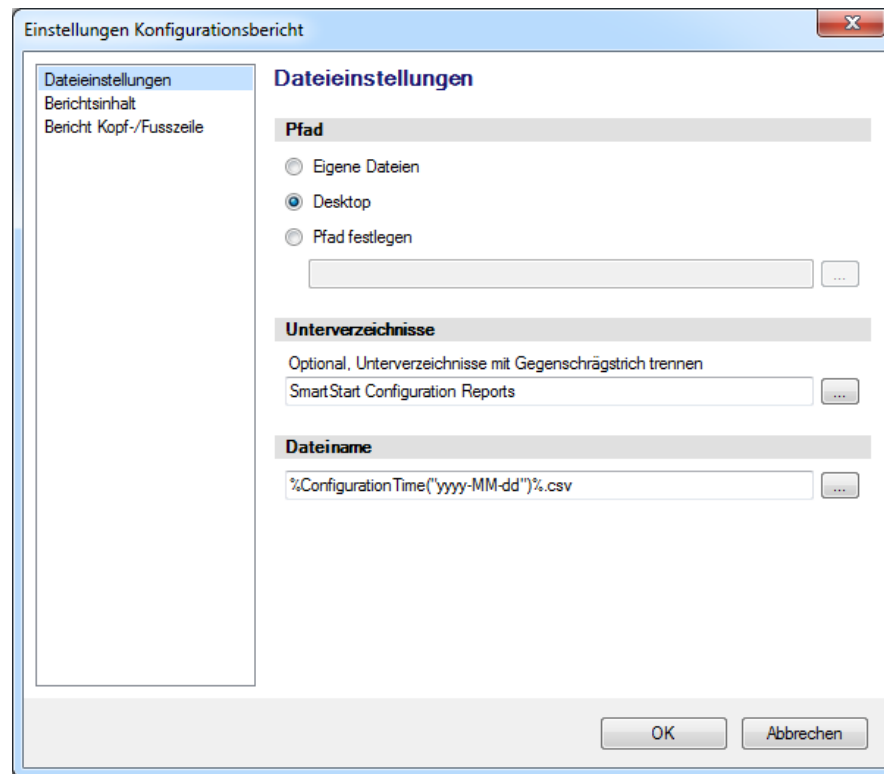 Einstellungen Konfigurationsbericht
Dateieinstellungen
Berichtsinhalt
Bericht Kopf-/Fusszeile
Dateieinstellungen
Pfad
Eigene Dateien
Desktop
Pfad festlegen
...
Unterverzeichnisse
Optional, Unterverzeichnisse mit Gegenschrägstrich trennen
SmartStart Configuration Reports
...
Dateiname
%ConfigurationTime("yyyy-MM-dd")%.csv
...
OK
Abbrechen